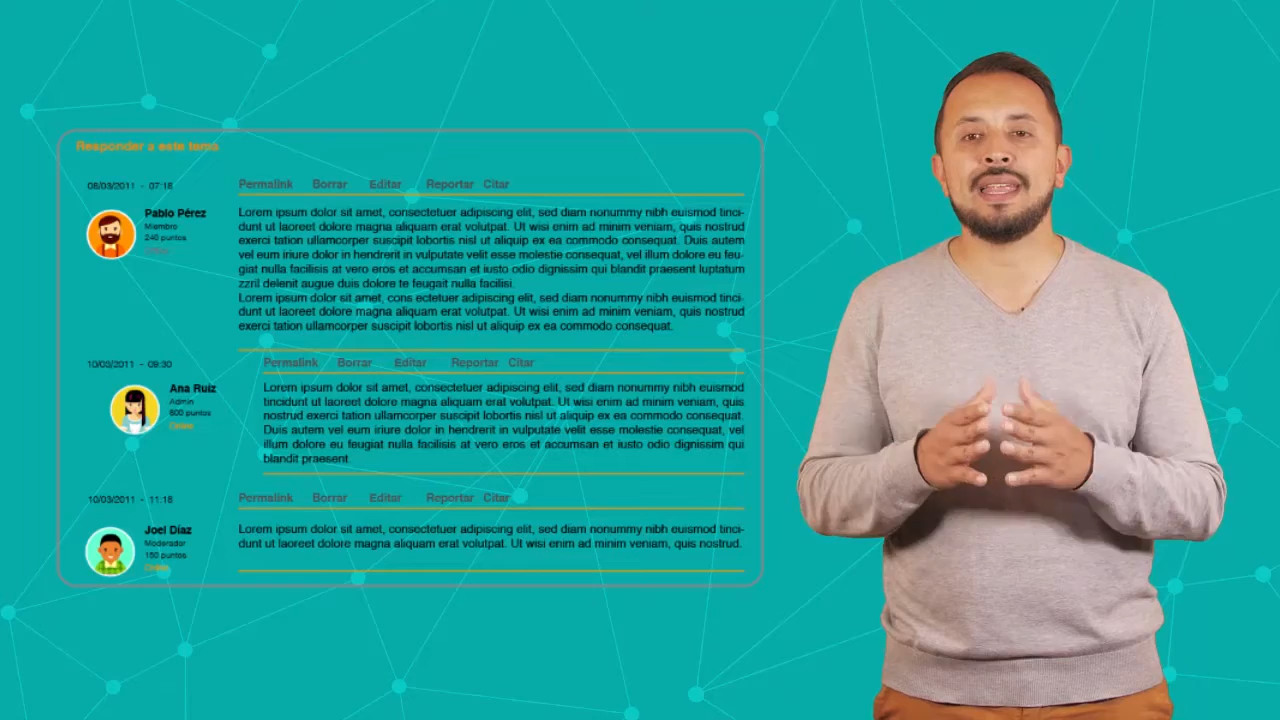 Responder a este tema
08/03/2011 - 07:18
Permalink Borrar Editar Reportar Citar
Pablo Pérez
Miembro
240 puntos
Lorem ipsum dolor sit amet, consectetuer adipiscing elit, sed diam nonummy nibh euismod tinci-
dunt ut laoreet dolore magna aliquam erat volutpat. Ut wisi enim ad minim veniam, quis nostrud
exerci tation ullamcorper suscipit lobortis nisl ut aliquip ex ea commodo consequat. Duis autem
vel eum iriure dolor in hendrerit in vulputate velit esse molestie consequat, vel illum dolore eu feu-
giat nulla facilisis at vero eros et accumsan et iusto odio dignissim qui blandit praesent luptatum
zzril delenit augue duis dolore te feugait nulla facilisi.
Lorem ipsum dolor sit amet, cons ectetuer adipiscing elit, sed diam nonummy nibh euismod tinci-
dunt ut laoreet dolore magna aliquam erat volutpat. Ut wisi enim ad minim veniam, quis nostrud
exerci tation ullamcorper suscipit lobortis nisl ut aliquip ex ea commodo consequat.
10/03/2011 - 09:30
Permalink Borrar Editar Reportar Citar
Ana Ruíz
Admin
800 puntos
Lorem ipsum dolor sit amet, consectetuer adipiscing elit, sed diam nonummy nibh euismod
tincidunt ut laoreet dolore magna aliquam erat volutpat. Ut wisi enim ad minim veniam, quis
nostrud exerci tation ullamcorper suscipit lobortis nisl ut aliquip ex ea commodo consequat.
Duis autem vel eum iriure dolor in hendrerit in vulputate velit esse molestie consequat, vel
illum dolore eu feugiat nulla facilisis at vero eros et accumsan et iusto odio dignissim qui
blandit praesent
10/03/2011 - 11:18
Permalink Borrar Editar Reportar Citar
Joel Díaz
Moderador
150 puntos
Lorem ipsum dolor sit amet, consectetuer adipiscing elit, sed diam nonummy nibh euismod tinci-
dunt ut laoreet dolore magna aliquam erat volutpat. Ut wisi enim ad minim veniam, quis nostrud.